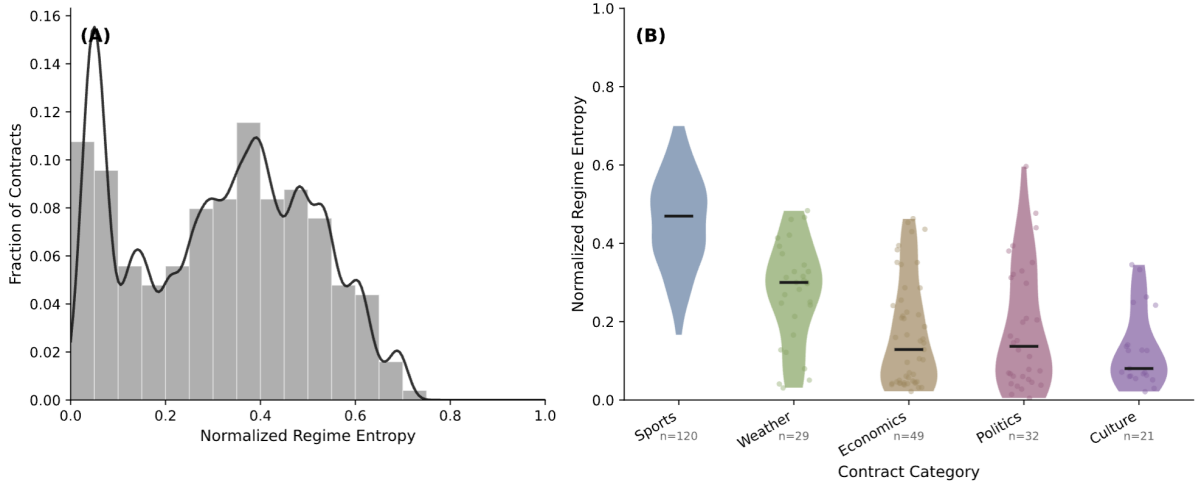 (A)
0.16
0.14
0.12
0.10
0.08
0.06
0.04
0.02
0.00
Fraction of Contracts
0.0 0.2 0.4 0.6 0.8 1.0
Normalized Regime Entropy
(B)
1.0
0.8
0.6
0.4
0.2
0.0
Normalized Regime Entropy
Sports Weather Economics Politics Culture
n=120 n=29 n=49 n=32 n=21
Contract Category